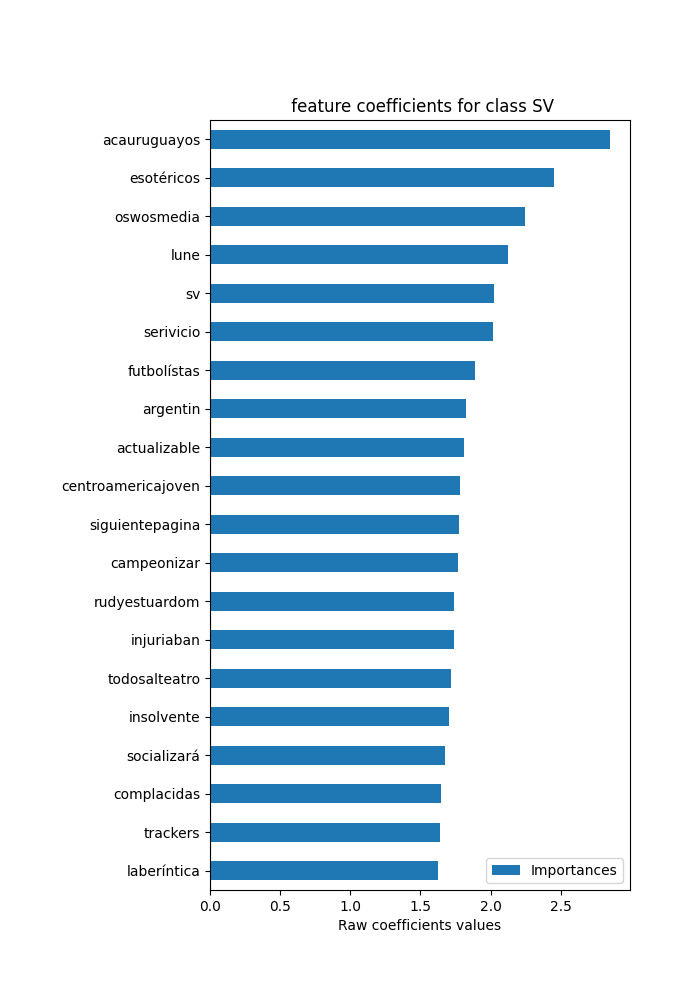 feature coefficients for class SV
acauruguayos
esotéricos
oswosmedia
lune
sv
serivicio
futbolístas
argentin
actualizable
centroamericajoven
siguientepagina
campeonizar
rudyestuardom
injuriaban
todosalteatro
insolvente
socializará
complacidas
trackers
laberíntica
Importances
0.0 0.5 1.0 1.5 2.0 2.5
Raw coefficients values